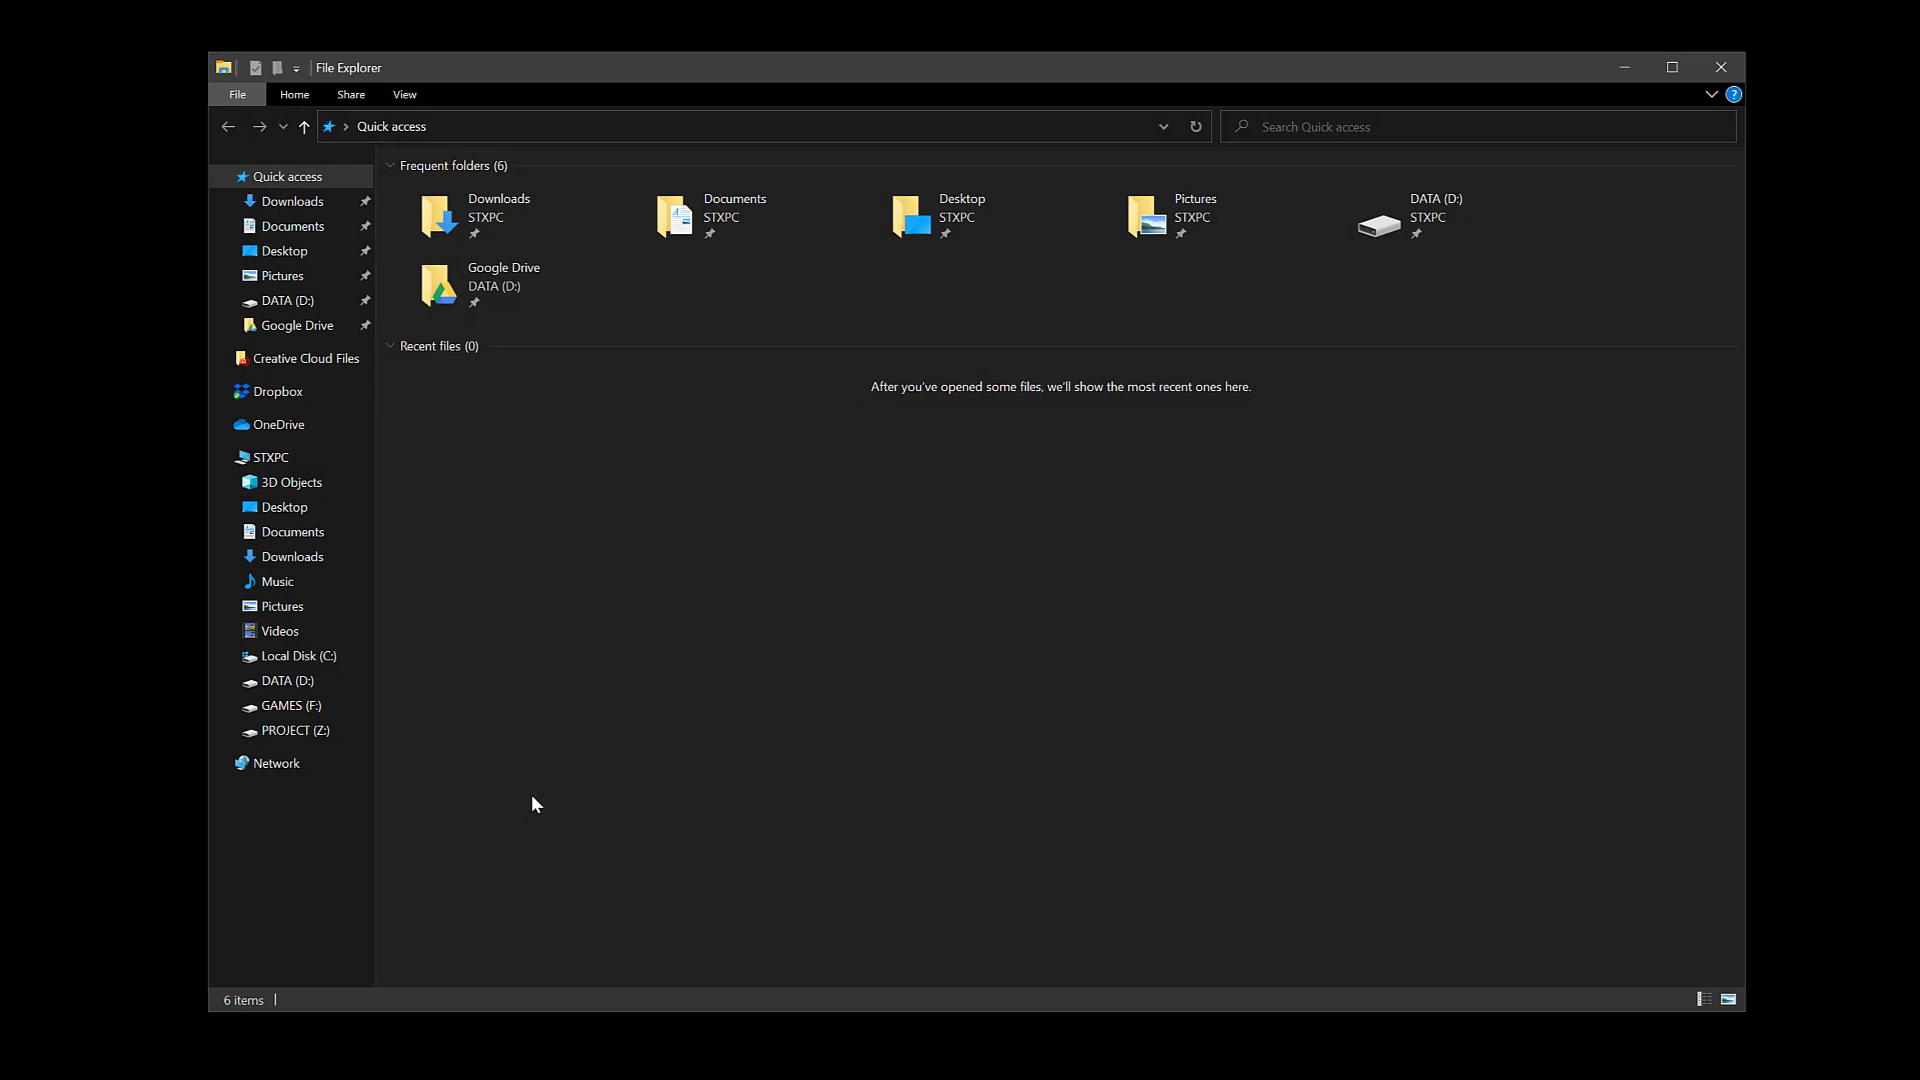 File Explorer
File Home Share View
Quick access
Search Quick access
Quick access
Downloads
Documents
Desktop
Pictures
DATA (D:)
Google Drive
Creative Cloud Files
Dropbox
OneDrive
STXPC
3D Objects
Desktop
Documents
Downloads
Music
Pictures
Videos
Local Disk (C:)
DATA (D:)
GAMES (F:)
PROJECT (Z:)
Network
Frequent folders (6)
Downloads
STXPC
Documents
STXPC
Desktop
STXPC
Pictures
STXPC
DATA (D:)
STXPC
Google Drive
DATA (D:)
Recent files (0)
After you've opened some files, we'll show the most recent ones here.
6 items